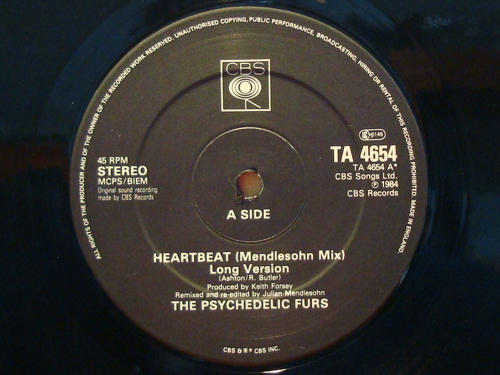 ALL RIGHTS OF THE PRODUCER AND OF THE OWNER OF THE RECORDED WORK RESERVED. UNAUTHORISED COPYING, PUBLIC PERFORMANCE, BROADCASTING, HIRING OR RENTAL OF THIS RECORDING PROHIBITED. MADE IN ENGLAND.
CBS
45 RPM
STEREO
MCPS/BIEM
Original sound recording
made by CBS Records
0149
TA 4654
TA 4654 A*
CBS Songs Ltd.
℗ 1984
CBS Records
A SIDE
HEARTBEAT (Mendlesohn Mix)
Long Version
(Ashton/R. Butler)
Produced by Keith Forsey
Remixed and re-edited by Julian Mendlesohn
THE PSYCHEDELIC FURS
CBS INC.